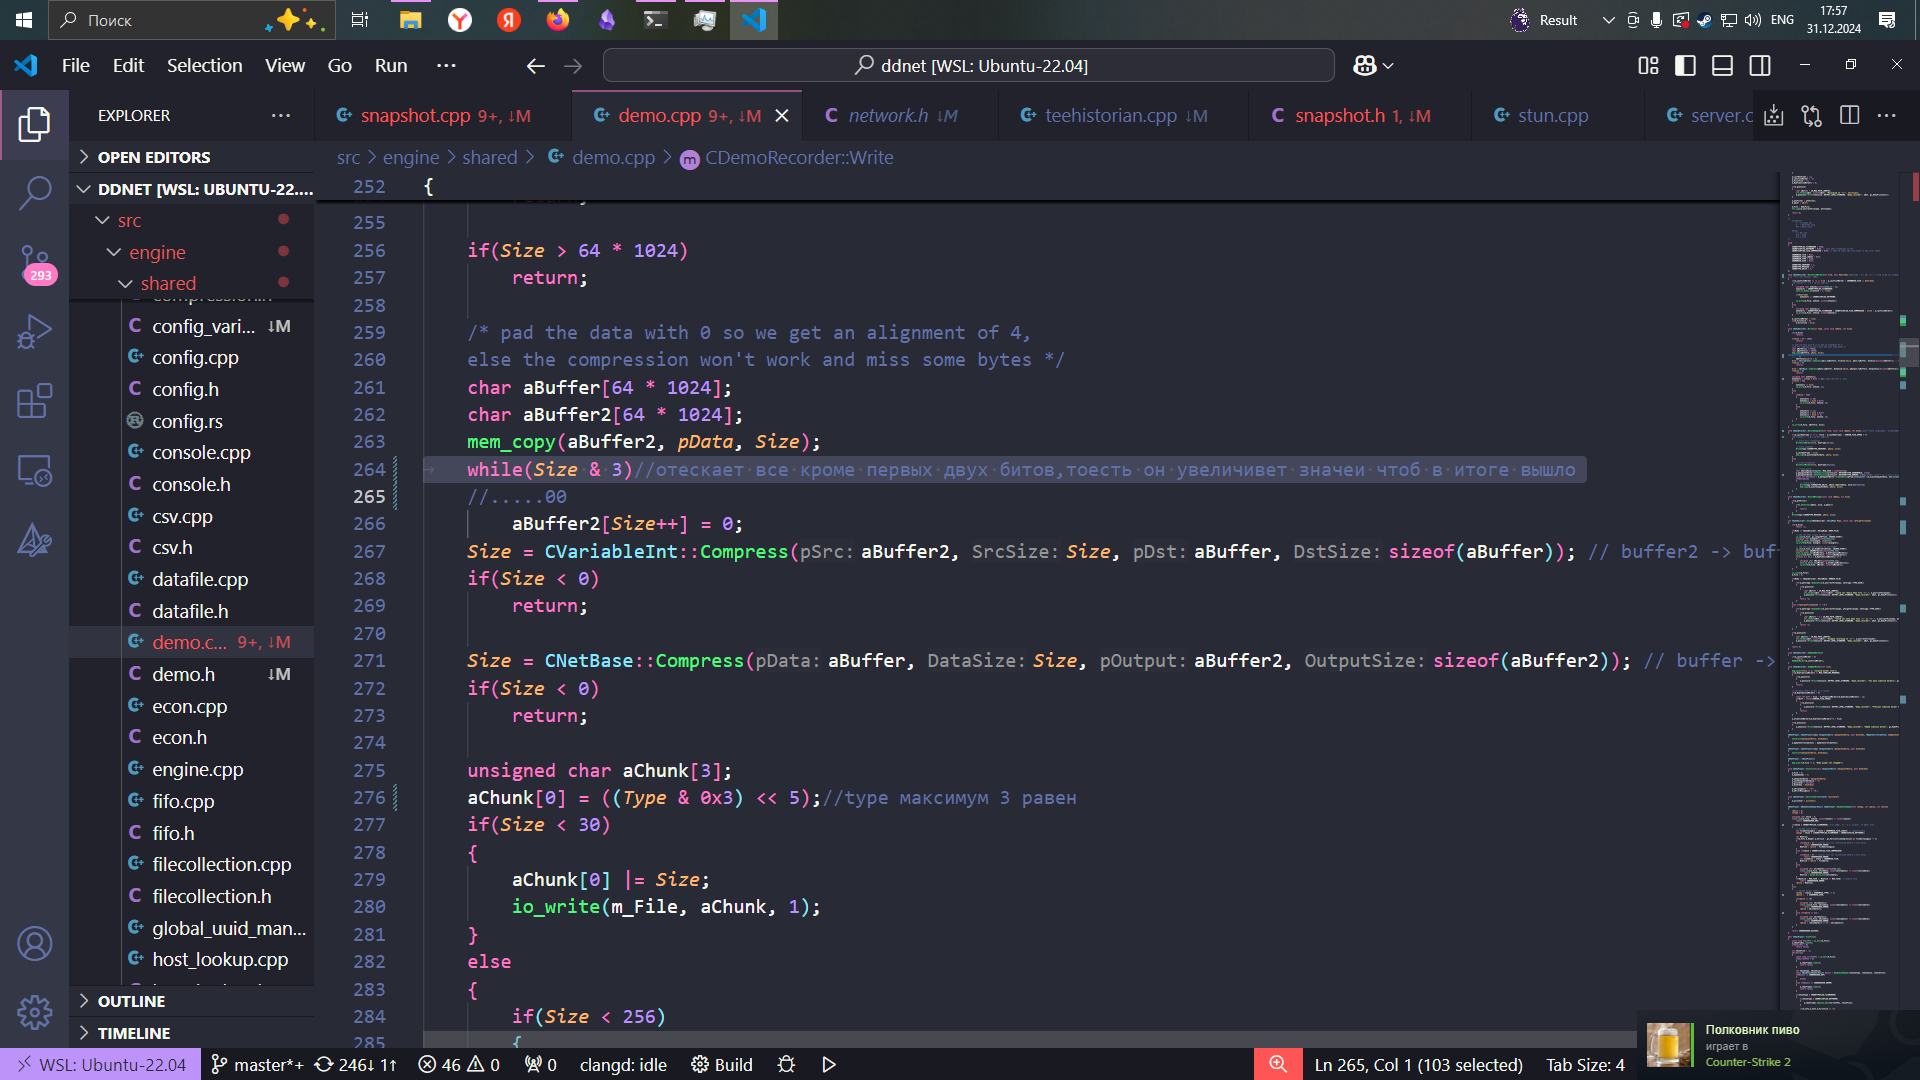 Поиск
Result
ENG
17:57
31.12.2024
File Edit Selection View Go Run ···
ddnet [WSL: Ubuntu-22.04]
EXPLORER ···
snapshot.cpp 9+, ↓M
demo.cpp 9+, ↓M
network.h ↓M
teehistorian.cpp ↓M
snapshot.h 1, ↓M
stun.cpp
server.c
OPEN EDITORS
DDNET [WSL: UBUNTU-22....
src
engine
shared
config_vari... ↓M
config.cpp
config.h
config.rs
console.cpp
console.h
csv.cpp
csv.h
datafile.cpp
datafile.h
demo.c... 9+, ↓M
demo.h ↓M
econ.cpp
econ.h
engine.cpp
fifo.cpp
fifo.h
filecollection.cpp
filecollection.h
global_uuid_man...
host_lookup.cpp
OUTLINE
TIMELINE
293
src > engine > shared > demo.cpp > CDemoRecorder::Write
252 {
255
256 if(Size > 64 * 1024)
257 return;
258
259 /* pad the data with 0 so we get an alignment of 4,
260 else the compression won't work and miss some bytes */
261 char aBuffer[64 * 1024];
262 char aBuffer2[64 * 1024];
263 mem_copy(aBuffer2, pData, Size);
264 while(Size & 3)//отескает все кроме первых двух битов,тоесть он увеличивет значеи чтоб в итоге вышло
265 //.....00
266 aBuffer2[Size++] = 0;
267 Size = CVariableInt::Compress(pSrc: aBuffer2, SrcSize: Size, pDst: aBuffer, DstSize: sizeof(aBuffer)); // buffer2 -> buf
268 if(Size < 0)
269 return;
270
271 Size = CNetBase::Compress(pData: aBuffer, DataSize: Size, pOutput: aBuffer2, OutputSize: sizeof(aBuffer2)); // buffer ->
272 if(Size < 0)
273 return;
274
275 unsigned char aChunk[3];
276 aChunk[0] = ((Type & 0x3) << 5);//type максимум 3 равен
277 if(Size < 30)
278 {
279 aChunk[0] |= Size;
280 io_write(m_File, aChunk, 1);
281 }
282 else
283 {
284 if(Size < 256)
285 {
Полковник пиво
играет в
Counter-Strike 2
WSL: Ubuntu-22.04 master*+ 246↓ 1↑ 46 0 0 clangd: idle Build Ln 265, Col 1 (103 selected) Tab Size: 4